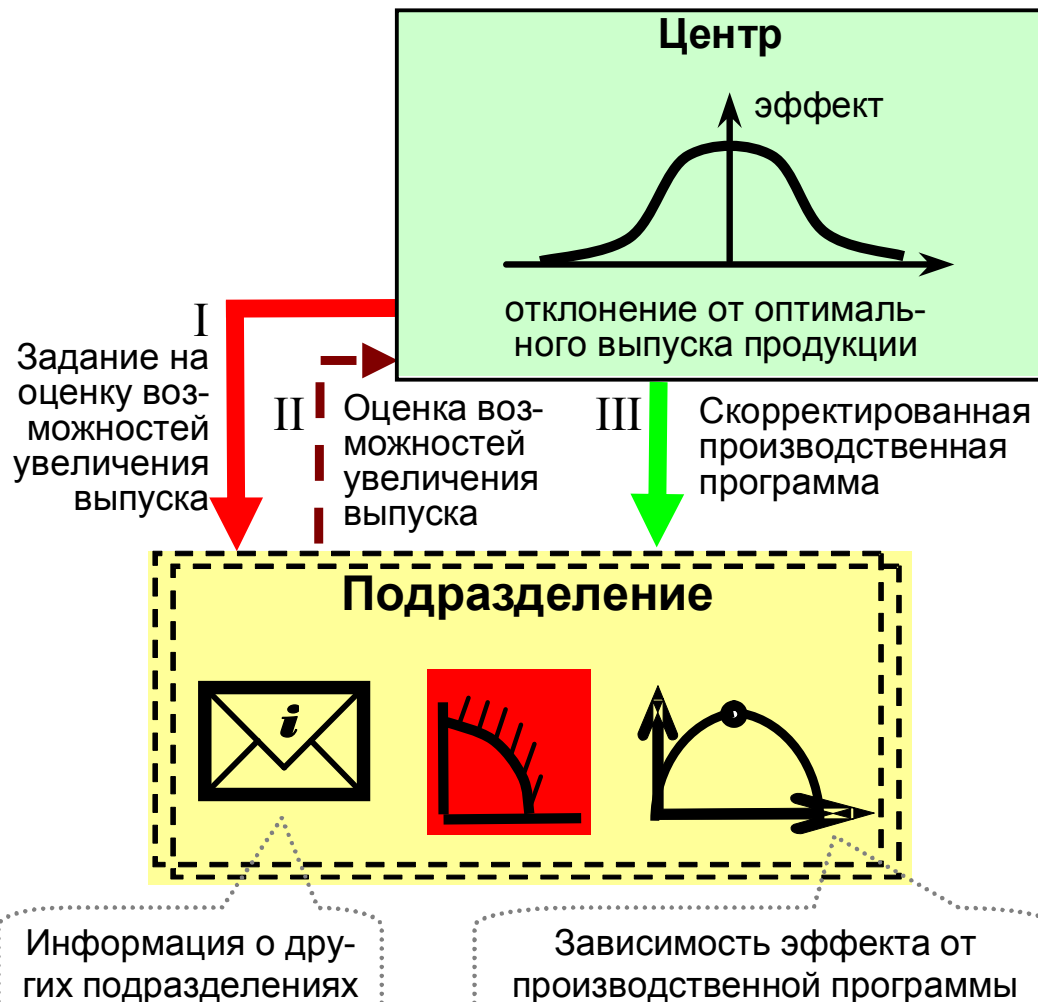 Центр
эффект
отклонение от оптималь-
ного выпуска продукции
I
Задание на
оценку воз-
можностей
увеличения
выпуска
II
Оценка воз-
можностей
увеличения
выпуска
III
Скорректированная
производственная
программа
Подразделение
i
Информация о дру-
гих подразделениях
Зависимость эффекта от
производственной программы